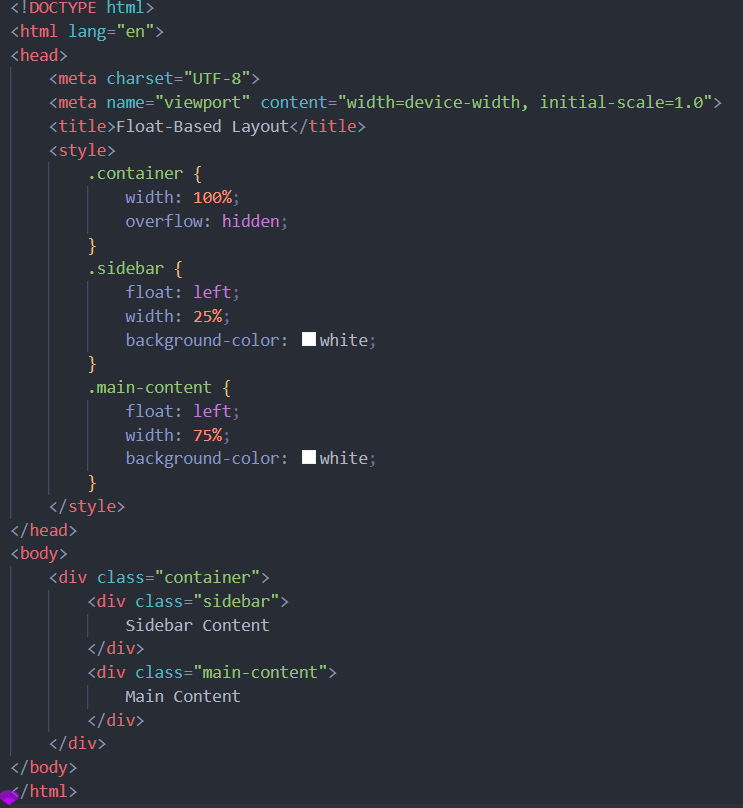 <!DOCTYPE html>
<html lang="en">
<head>
    <meta charset="UTF-8">
    <meta name="viewport" content="width=device-width, initial-scale=1.0">
    <title>Float-Based Layout</title>
    <style>
        .container {
            width: 100%;
            overflow: hidden;
        }
        .sidebar {
            float: left;
            width: 25%;
            background-color: white;
        }
        .main-content {
            float: left;
            width: 75%;
            background-color: white;
        }
    </style>
</head>
<body>
    <div class="container">
        <div class="sidebar">
            Sidebar Content
        </div>
        <div class="main-content">
            Main Content
        </div>
    </div>
</body>
</html>